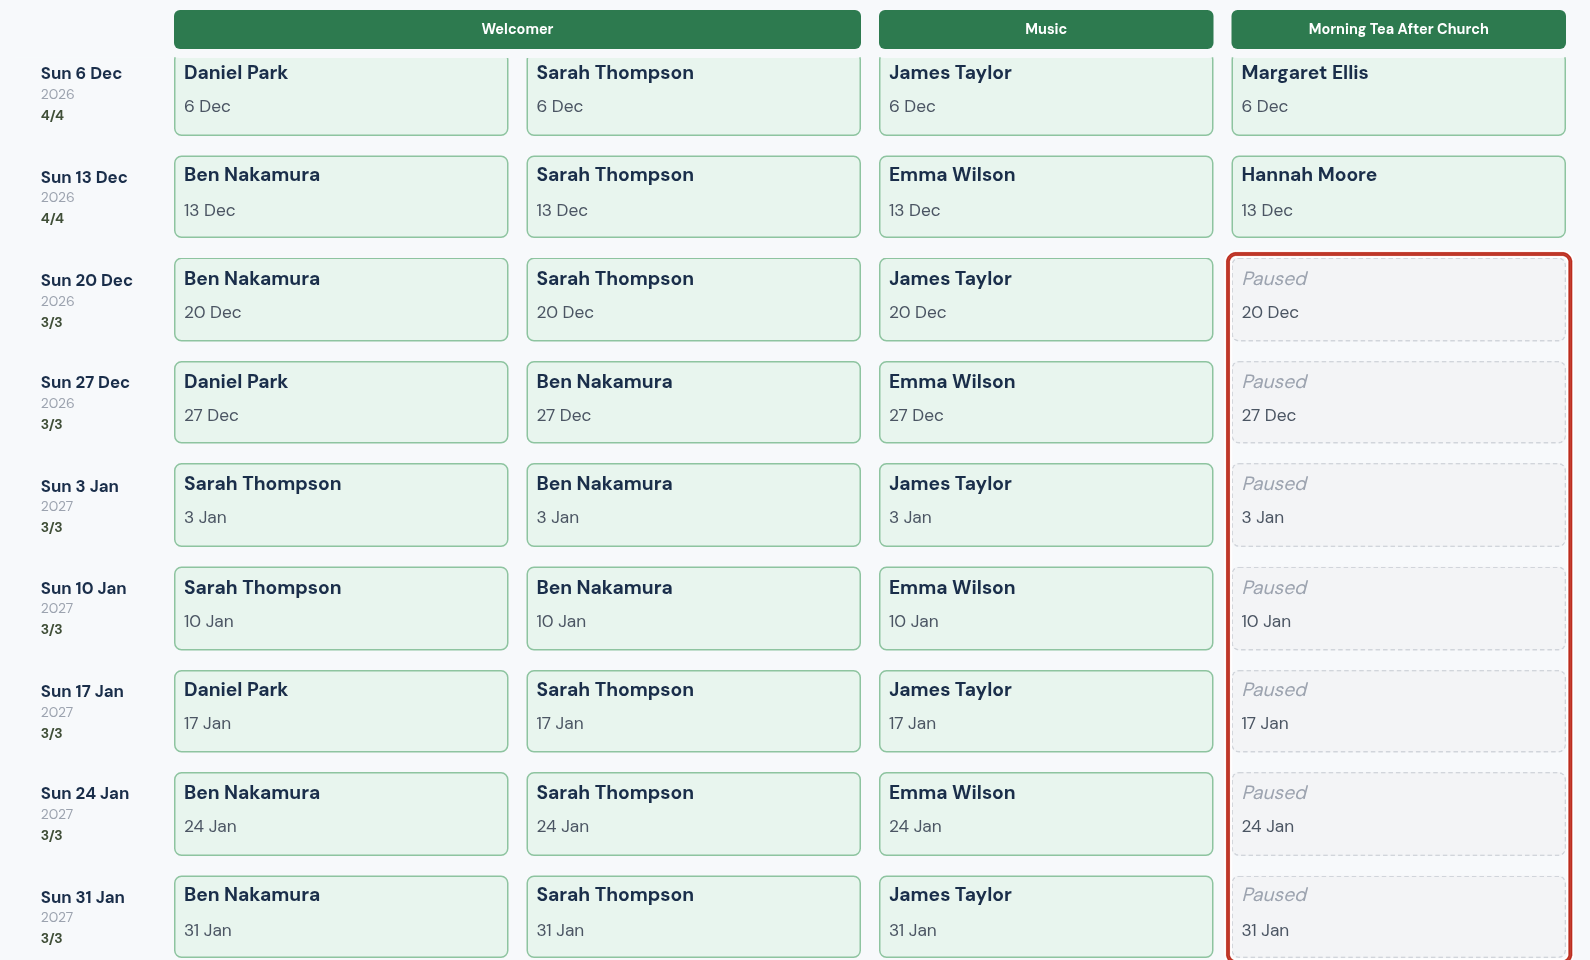 Welcomer
Music
Morning Tea After Church
Sun 6 Dec
2026
4/4
Daniel Park
6 Dec
Sarah Thompson
6 Dec
James Taylor
6 Dec
Margaret Ellis
6 Dec
Sun 13 Dec
2026
4/4
Ben Nakamura
13 Dec
Sarah Thompson
13 Dec
Emma Wilson
13 Dec
Hannah Moore
13 Dec
Sun 20 Dec
2026
3/3
Ben Nakamura
20 Dec
Sarah Thompson
20 Dec
James Taylor
20 Dec
Paused
20 Dec
Sun 27 Dec
2026
3/3
Daniel Park
27 Dec
Ben Nakamura
27 Dec
Emma Wilson
27 Dec
Paused
27 Dec
Sun 3 Jan
2027
3/3
Sarah Thompson
3 Jan
Ben Nakamura
3 Jan
James Taylor
3 Jan
Paused
3 Jan
Sun 10 Jan
2027
3/3
Sarah Thompson
10 Jan
Ben Nakamura
10 Jan
Emma Wilson
10 Jan
Paused
10 Jan
Sun 17 Jan
2027
3/3
Daniel Park
17 Jan
Sarah Thompson
17 Jan
James Taylor
17 Jan
Paused
17 Jan
Sun 24 Jan
2027
3/3
Ben Nakamura
24 Jan
Sarah Thompson
24 Jan
Emma Wilson
24 Jan
Paused
24 Jan
Sun 31 Jan
2027
3/3
Ben Nakamura
31 Jan
Sarah Thompson
31 Jan
James Taylor
31 Jan
Paused
31 Jan